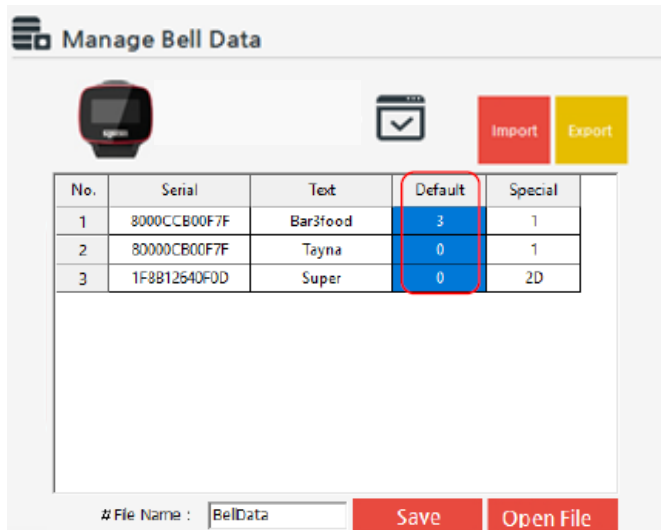 Manage Bell Data
Import Export
No. Serial Text Default Special
1 8000CCB00F7F Bar3food 3 1
2 80000CB00F7F Tayna 0 1
3 1F8B12640F0D Super 0 2D
# File Name : BellData Save Open File